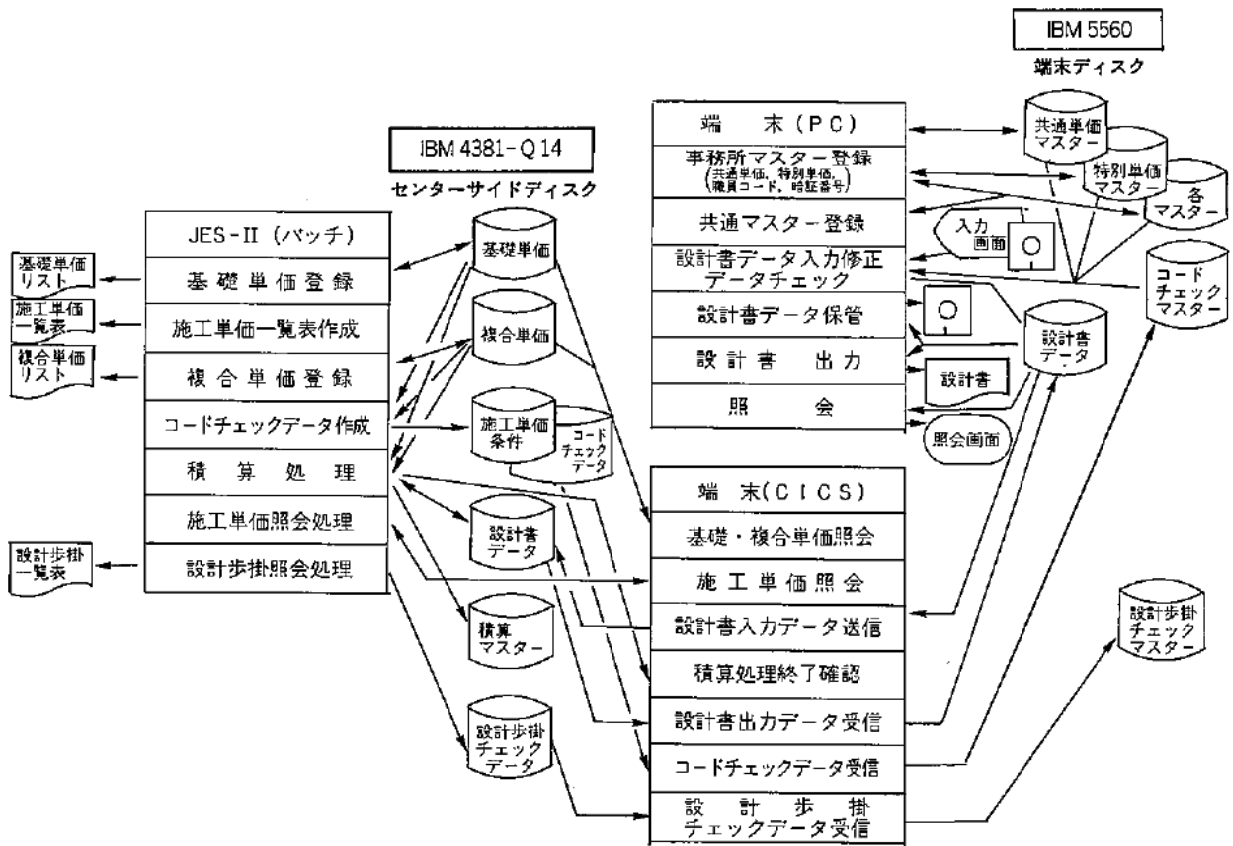 IBM 5560
端末ディスク
共通単価
マスター
特別単価
マスター
各
マスター
コード
チェック
マスター
設計書
データ
設計歩掛
チェック
マスター
端 末 (PC)
事務所マスター登録
(共通単価、特別単価、
職員コード、暗証番号)
共通マスター登録
設計書データ入力修正
データチェック
設計書データ保管
設計書 出力
照 会
入力
画面
設計書
照会画面
IBM 4381-Q14
センターサイドディスク
基礎単価
複合単価
施工単価
条件
コード
チェック
データ
設計書
データ
積算
マスター
設計歩掛
チェック
データ
JES-II (バッチ)
基礎単価登録
施工単価一覧表作成
複合単価登録
コードチェックデータ作成
積算処理
施工単価照会処理
設計歩掛照会処理
基礎単価
リスト
施工単価
一覧表
複合単価
リスト
設計歩掛
一覧表
端 末(CICS)
基礎・複合単価照会
施工単価照会
設計書入力データ送信
積算処理終了確認
設計書出力データ受信
コードチェックデータ受信
設計歩掛
チェックデータ受信